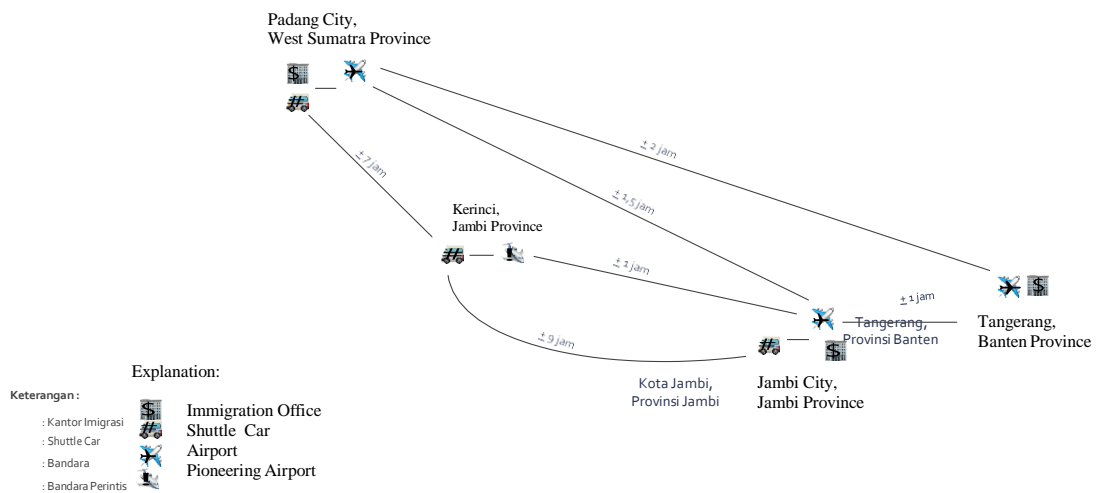 Padang City,
West Sumatra Province
± 2 jam
± 7 jam
± 1,5 jam
Kerinci,
Jambi Province
± 1 jam
± 1 jam
Tangerang,
Provinsi Banten
Tangerang,
Banten Province
± 9 jam
Kota Jambi,
Provinsi Jambi
Jambi City,
Jambi Province
Explanation:
Keterangan :
: Kantor Imigrasi
Immigration Office
: Shuttle Car
Shuttle Car
: Bandara
Airport
: Bandara Perintis
Pioneering Airport